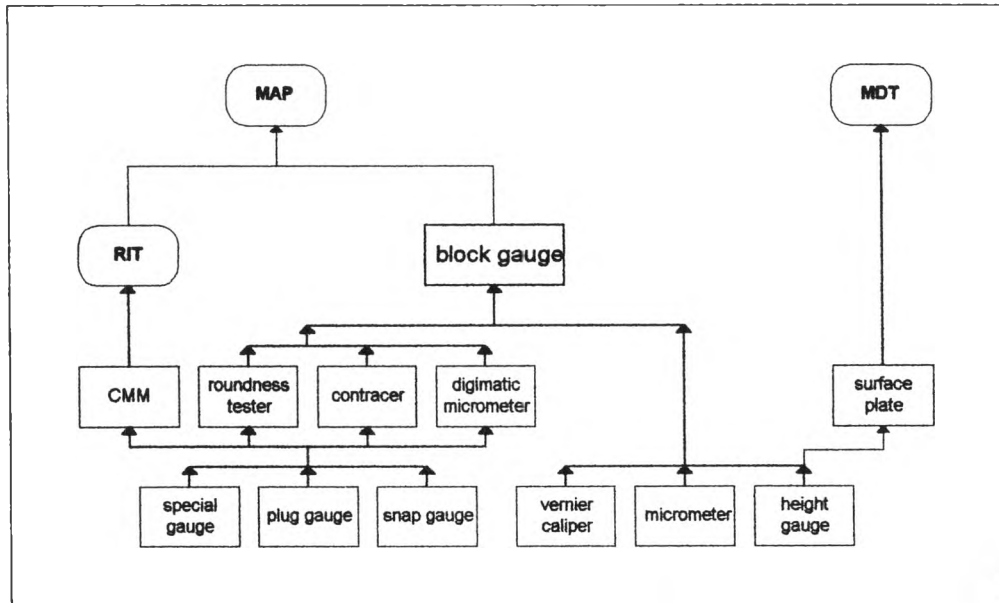 MAP
MDT
RIT
block gauge
CMM
roundness
tester
contracer
digimatic
micrometer
surface
plate
special
gauge
plug gauge
snap gauge
vernier
caliper
micrometer
height
gauge